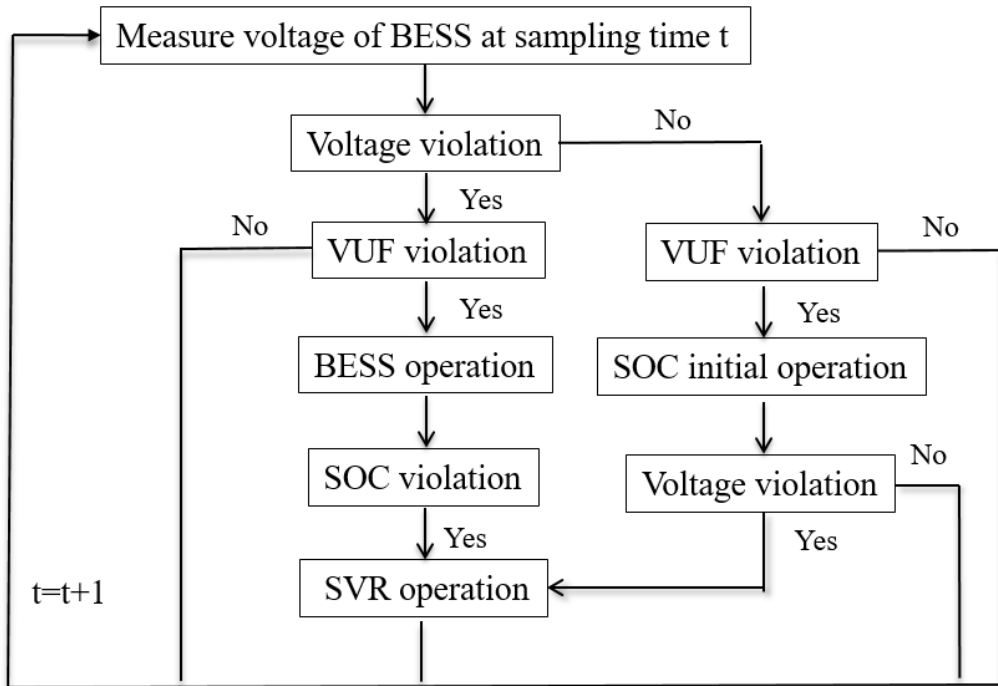 Measure voltage of BESS at sampling time t
No
Voltage violation
Yes
No
VUF violation
No
VUF violation
Yes
Yes
BESS operation
SOC initial operation
No
SOC violation
Voltage violation
Yes
Yes
SVR operation
t=t+1